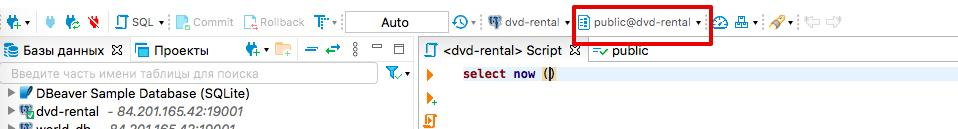 SQL Commit Rollback Auto dvd-rental public@dvd-rental
Базы данных Проекты <dvd-rental> Script public
Введите часть имени таблицы для поиска select now ()
DBeaver Sample Database (SQLite)
dvd-rental - 84.201.165.42:19001
world_db - 84.201.165.42:19001